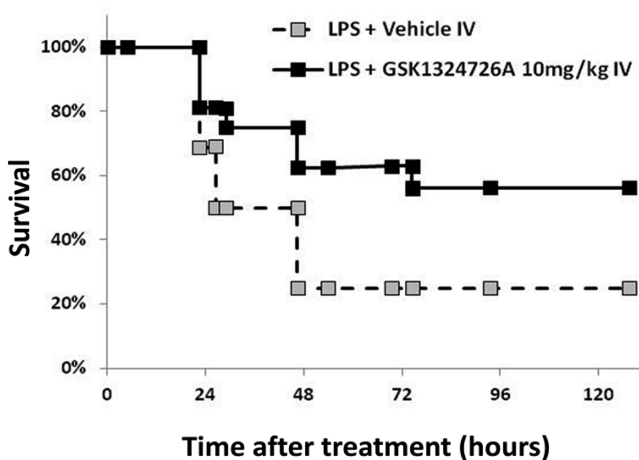 LPS + Vehicle IV
LPS + GSK1324726A 10mg/kg IV
100%
80%
60%
40%
20%
0%
Survival
0 24 48 72 96 120
Time after treatment (hours)